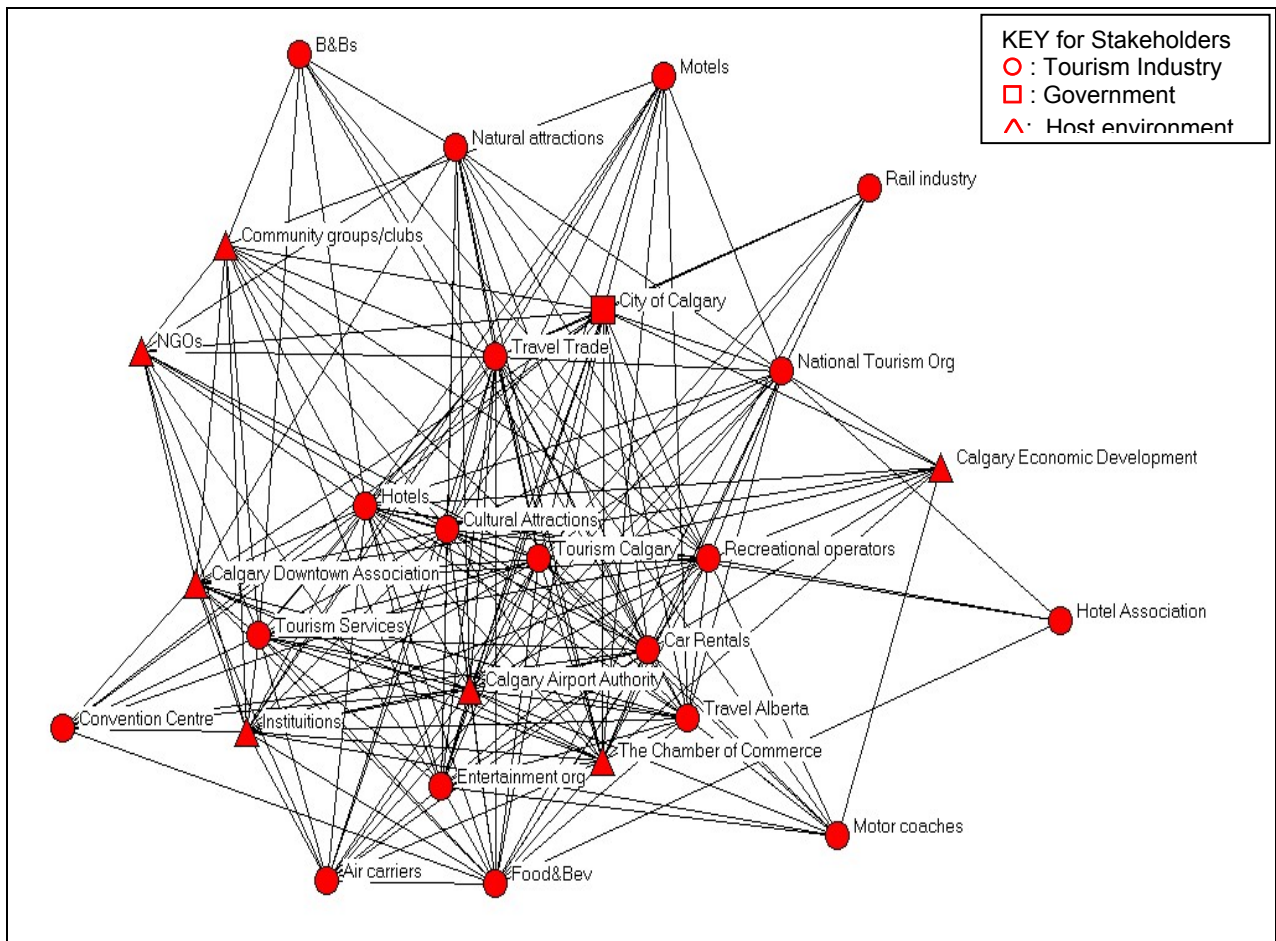 KEY for Stakeholders
: Tourism Industry
: Government
: Host environment
B&Bs
Motels
Natural attractions
Rail industry
Community groups/clubs
City of Calgary
NGOs
Travel Trade
National Tourism Org
Calgary Economic Development
Hotels
Cultural Attractions
Tourism Calgary
Recreational operators
Calgary Downtown Association
Hotel Association
Tourism Services
Car Rentals
Calgary Airport Authority
Travel Alberta
Convention Centre
Instituitions
The Chamber of Commerce
Entertainment org
Motor coaches
Air carriers
Food&Bev